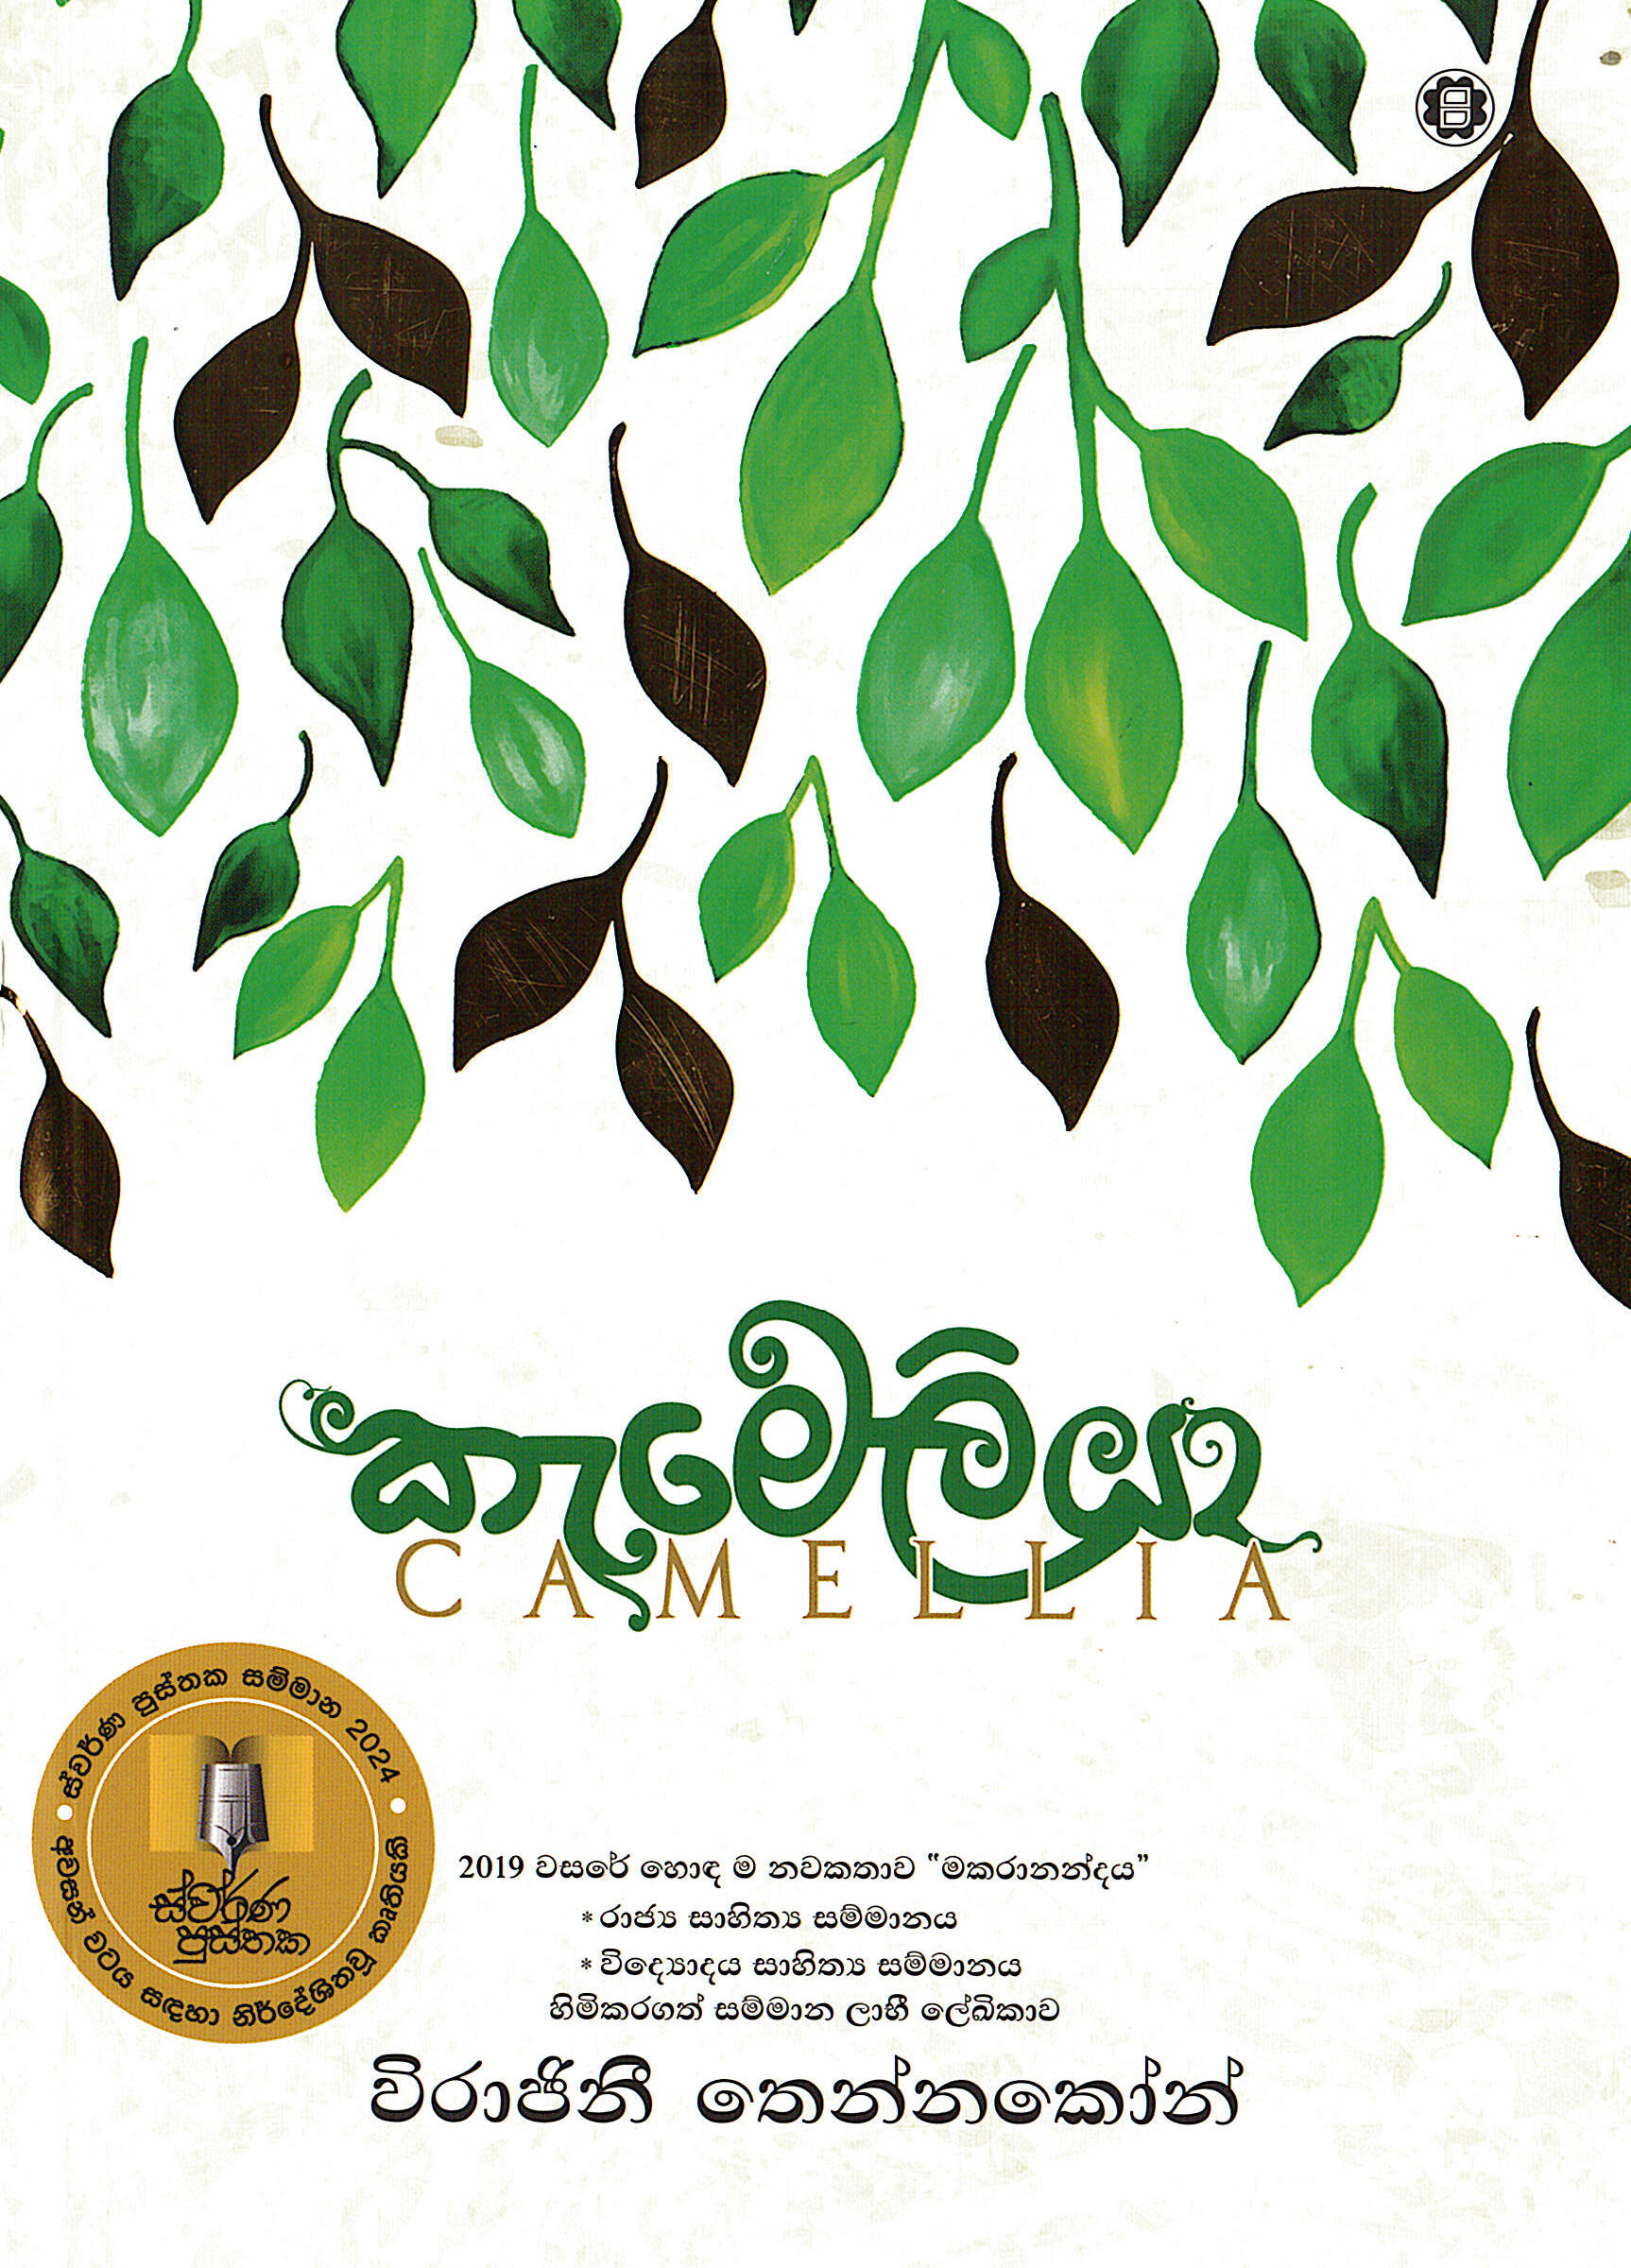 කැමේලියා
CAMELLIA
ස්වර්ණ පුස්තක සම්මාන 2024
ස්වර්ණ
පුස්තක
අවසන් වටය සඳහා නිර්දේශිතවූ කෘතියකි
2019 වසරේ හොඳ ම නවකතාව “මකරානන්දය”
* රාජ්‍ය සාහිත්‍ය සම්මානය
* විද්‍යොදය සාහිත්‍ය සම්මානය
හිමිකරගත් සම්මාන ලාභී ලේඛිකාව
විරාජිනී තෙන්නකෝන්